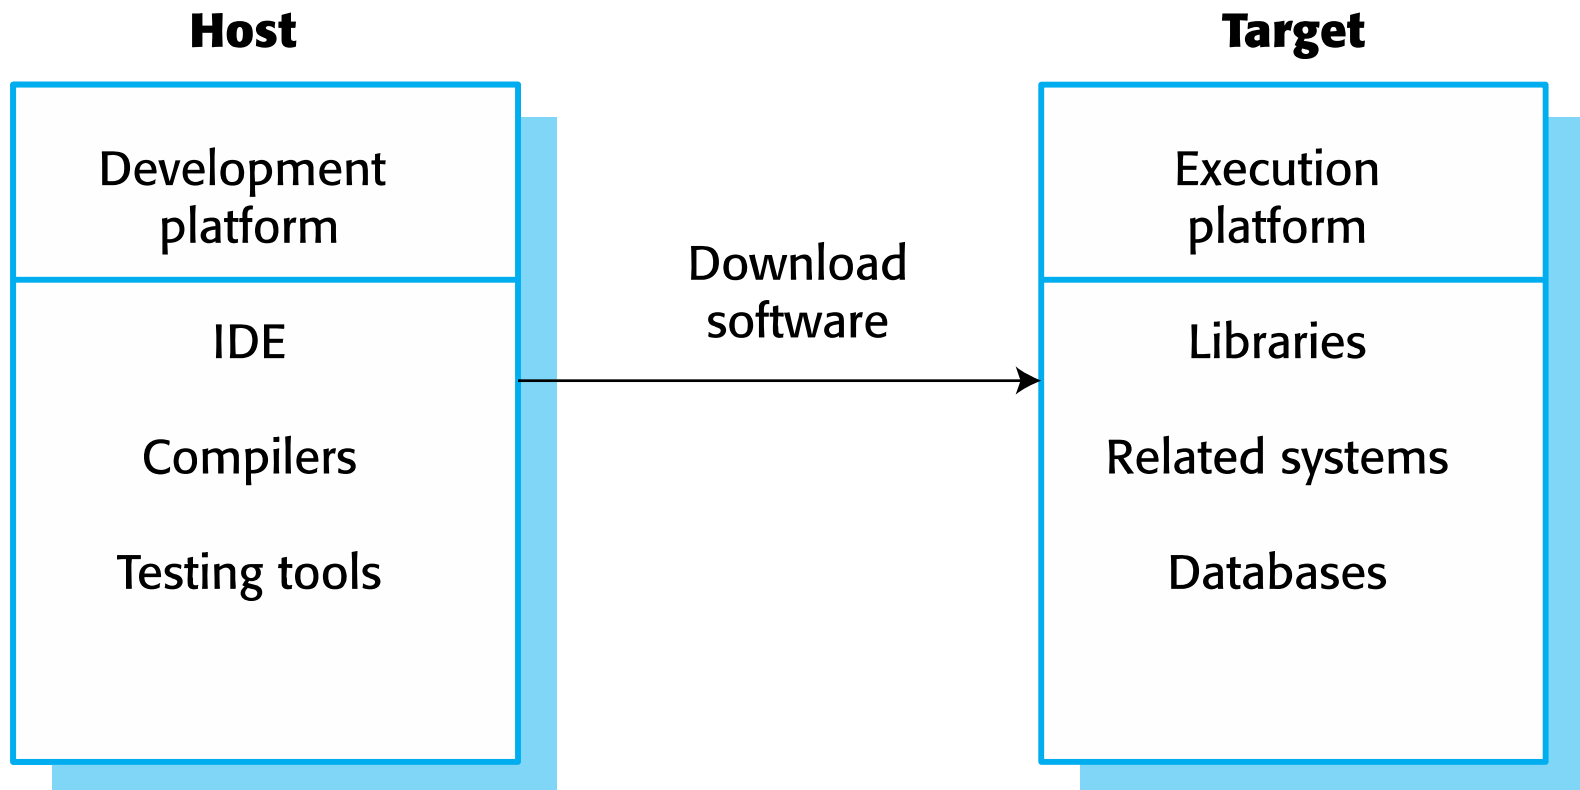 Host
Development
platform
IDE
Compilers
Testing tools
Download
software
Target
Execution
platform
Libraries
Related systems
Databases